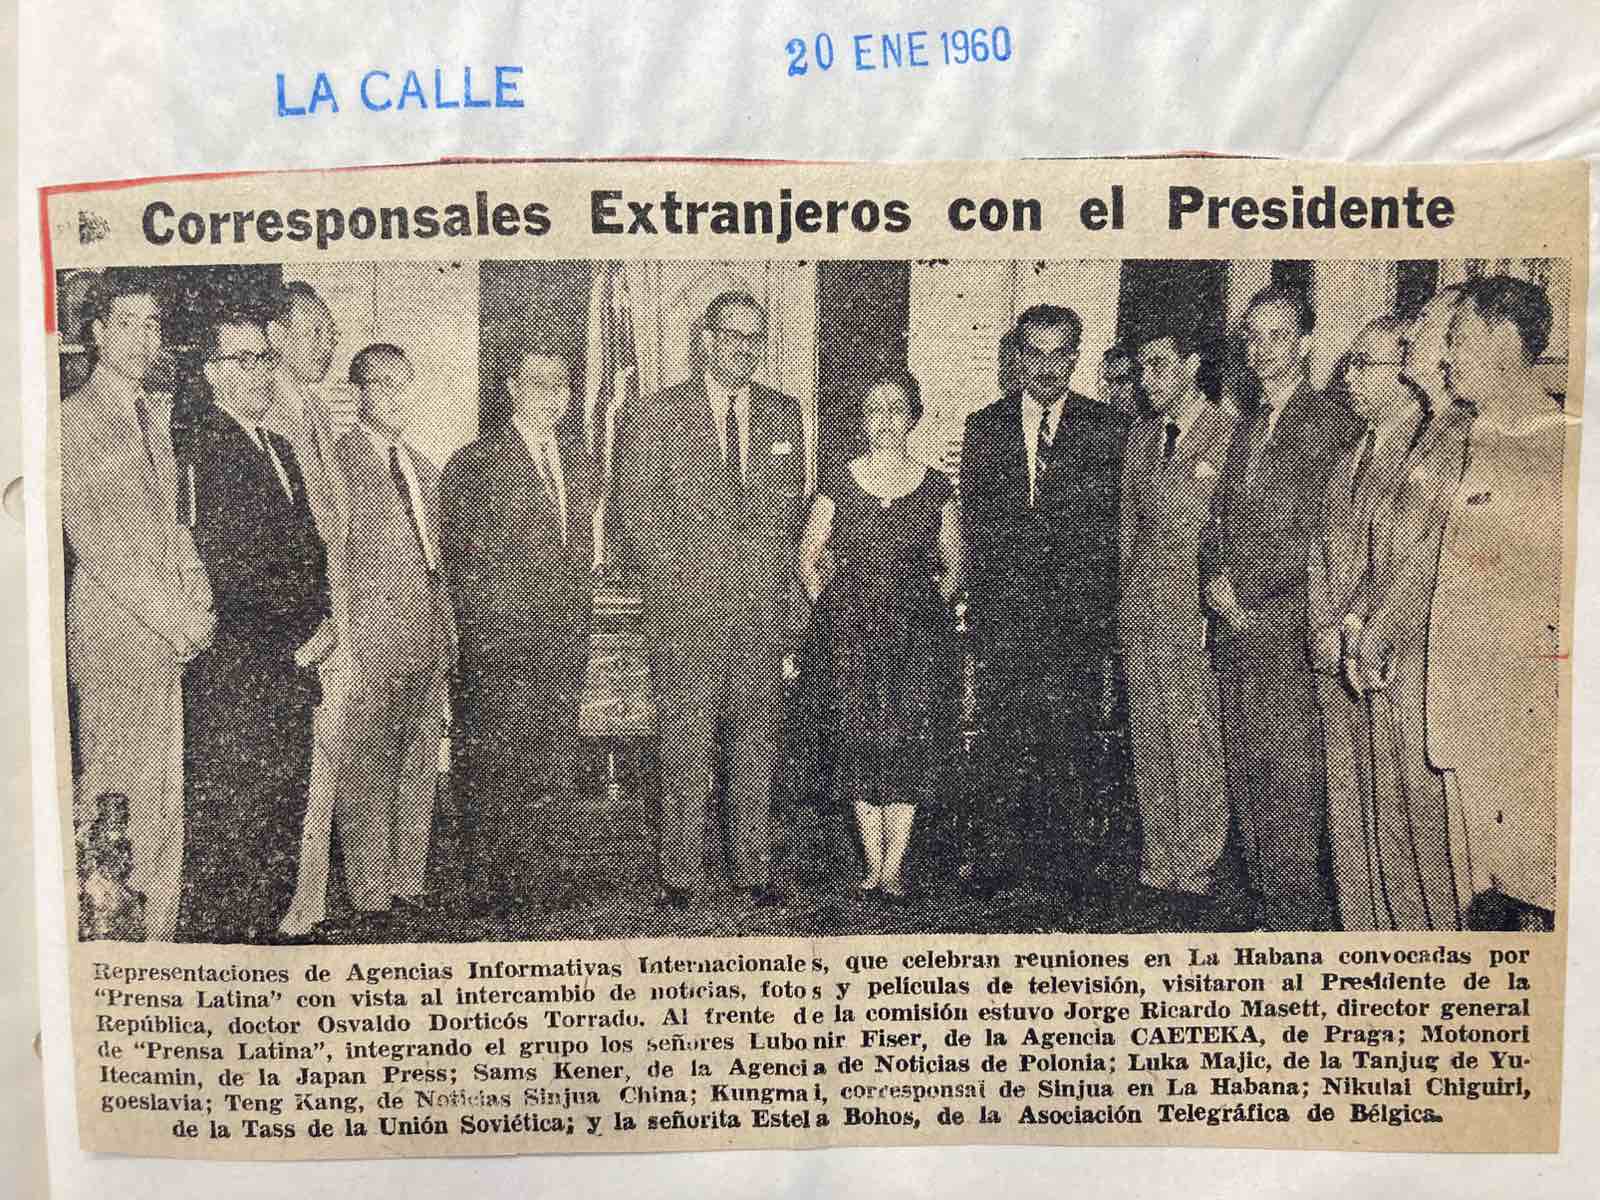 LA CALLE
20 ENE 1960
Corresponsales Extranjeros con el Presidente
Representaciones de Agencias Informativas Internacionales, que celebran reuniones en La Habana convocadas por
"Prensa Latina" con vista al intercambio de noticias, fotos y películas de televisión, visitaron al Presidente de la
República, doctor Osvaldo Dorticós Torrado. Al frente de la comisión estuvo Jorge Ricardo Masett, director general
de "Prensa Latina", integrando el grupo los señores Lubonir Fiser, de la Agencia CAETEKA, de Praga; Motonori
Itecamin, de la Japan Press; Sams Kener, de la Agencia de Noticias de Polonia; Luka Majic, de la Tanjug de Yu-
goeslavia; Teng Kang, de Noticias Sinjua China; Kungmai, corresponsal de Sinjua en La Habana; Nikulai Chiguiri,
de la Tass de la Unión Soviética; y la señorita Estela Bohos, de la Asociación Telegráfica de Bélgica.